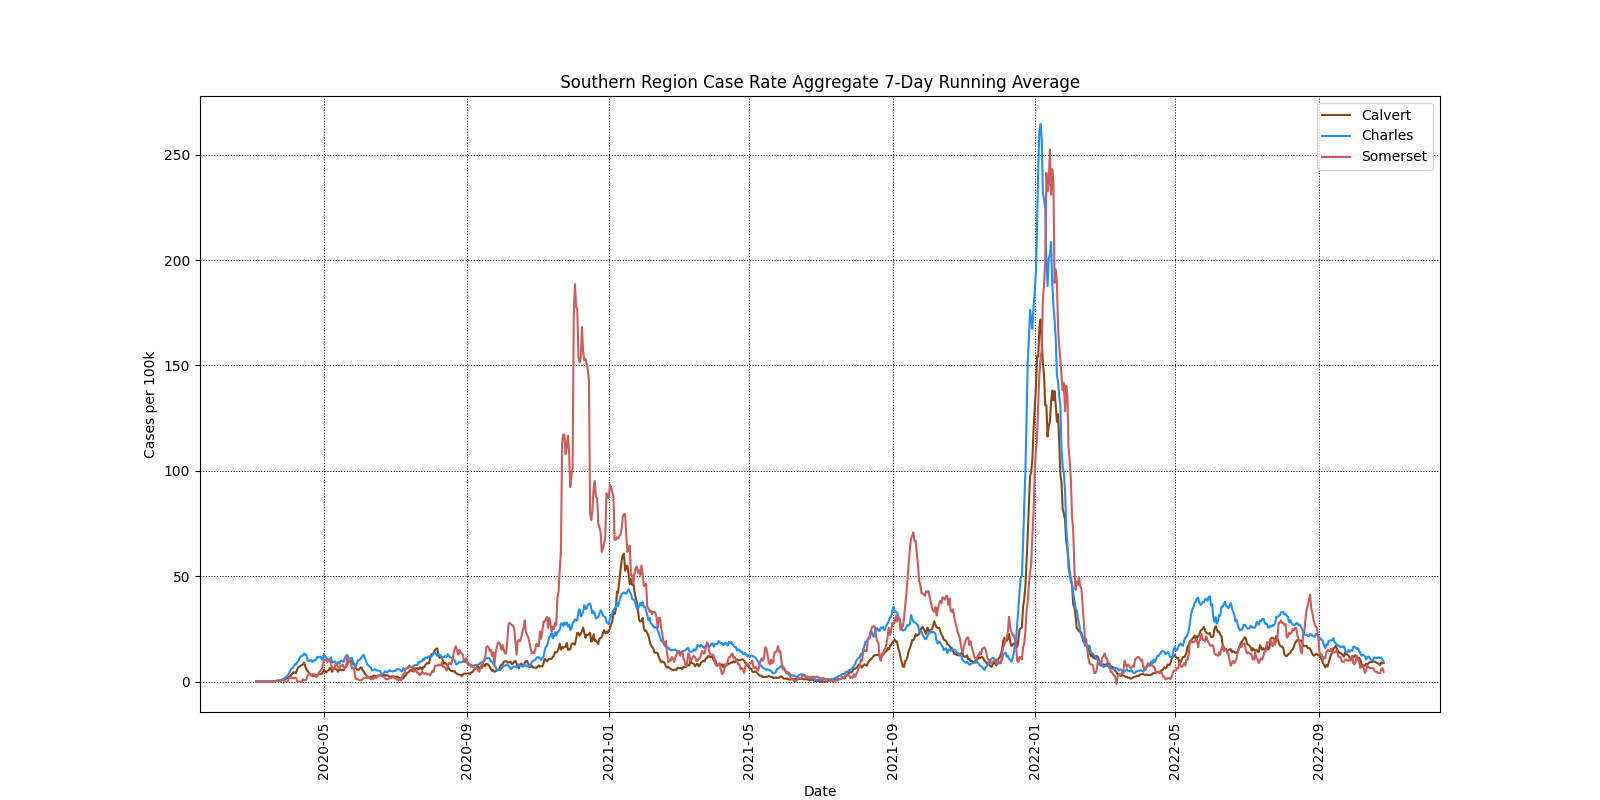 Southern Region Case Rate Aggregate 7-Day Running Average
Calvert
Charles
Somerset
250
200
150
100
50
0
Cases per 100k
2020-05
2020-09
2021-01
2021-05
2021-09
2022-01
2022-05
2022-09
Date